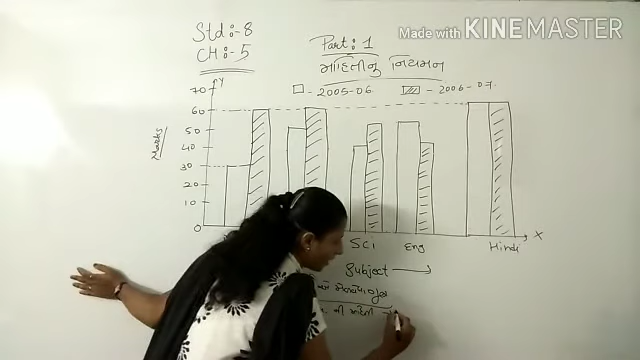 Made with KINEMASTER
Std:-8
CH:-5
Part: 1
માહિતીનું નિયમન
- 2005-06
- 2006-07
Y
70
60
50
40
30
20
10
0
Marks
Sci
Eng
Hindi
X
Subject
ની માહિતી